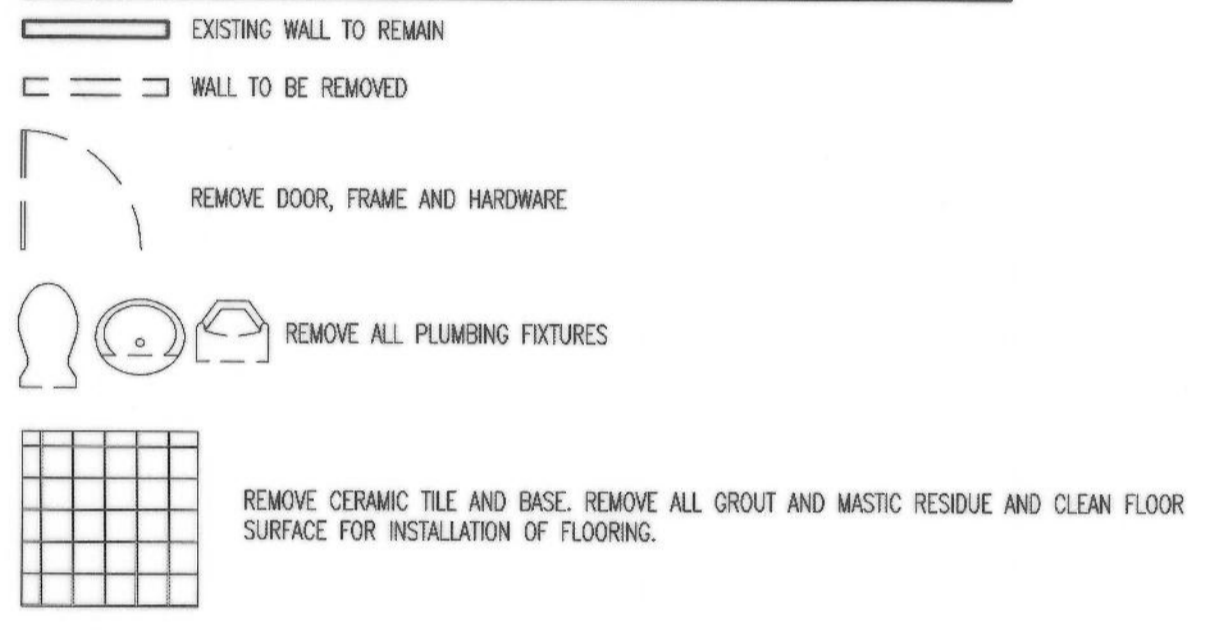 EXISTING WALL TO REMAIN
WALL TO BE REMOVED
REMOVE DOOR, FRAME AND HARDWARE
REMOVE ALL PLUMBING FIXTURES
REMOVE CERAMIC TILE AND BASE. REMOVE ALL GROUT AND MASTIC RESIDUE AND CLEAN FLOOR
SURFACE FOR INSTALLATION OF FLOORING.